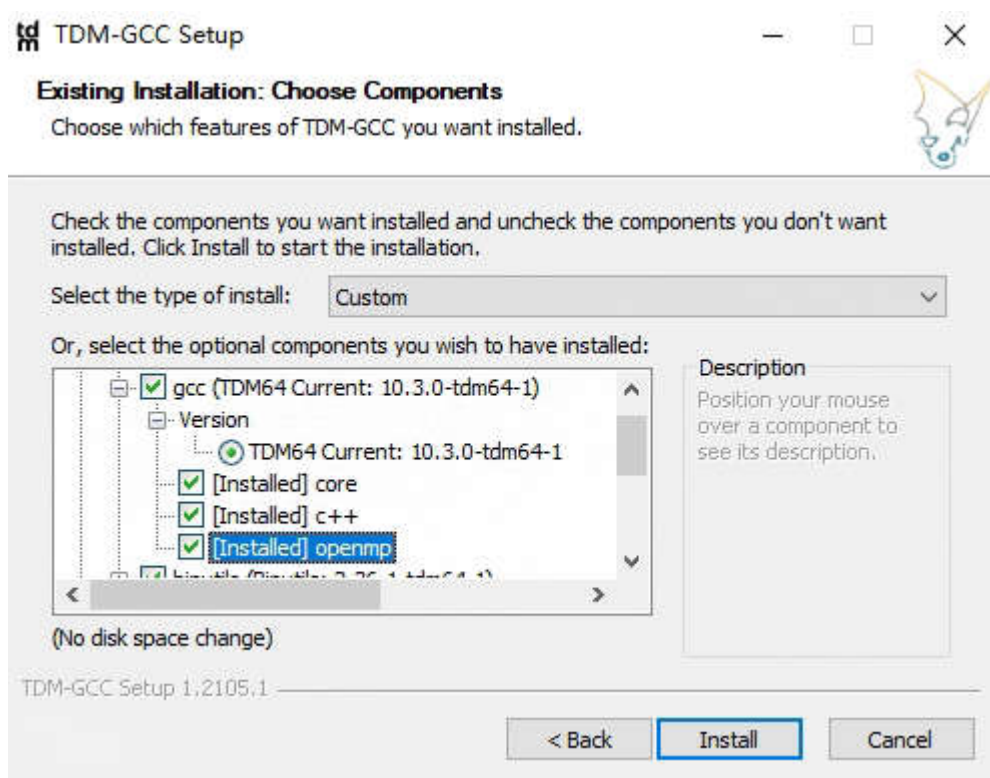 tdm TDM-GCC Setup
Existing Installation: Choose Components
Choose which features of TDM-GCC you want installed.
Check the components you want installed and uncheck the components you don't want
installed. Click Install to start the installation.
Select the type of install: Custom
Or, select the optional components you wish to have installed:
gcc (TDM64 Current: 10.3.0-tdm64-1)
Version
TDM64 Current: 10.3.0-tdm64-1
[Installed] core
[Installed] c++
[Installed] openmp
Description
Position your mouse
over a component to
see its description.
(No disk space change)
TDM-GCC Setup 1.2105.1
< Back Install Cancel